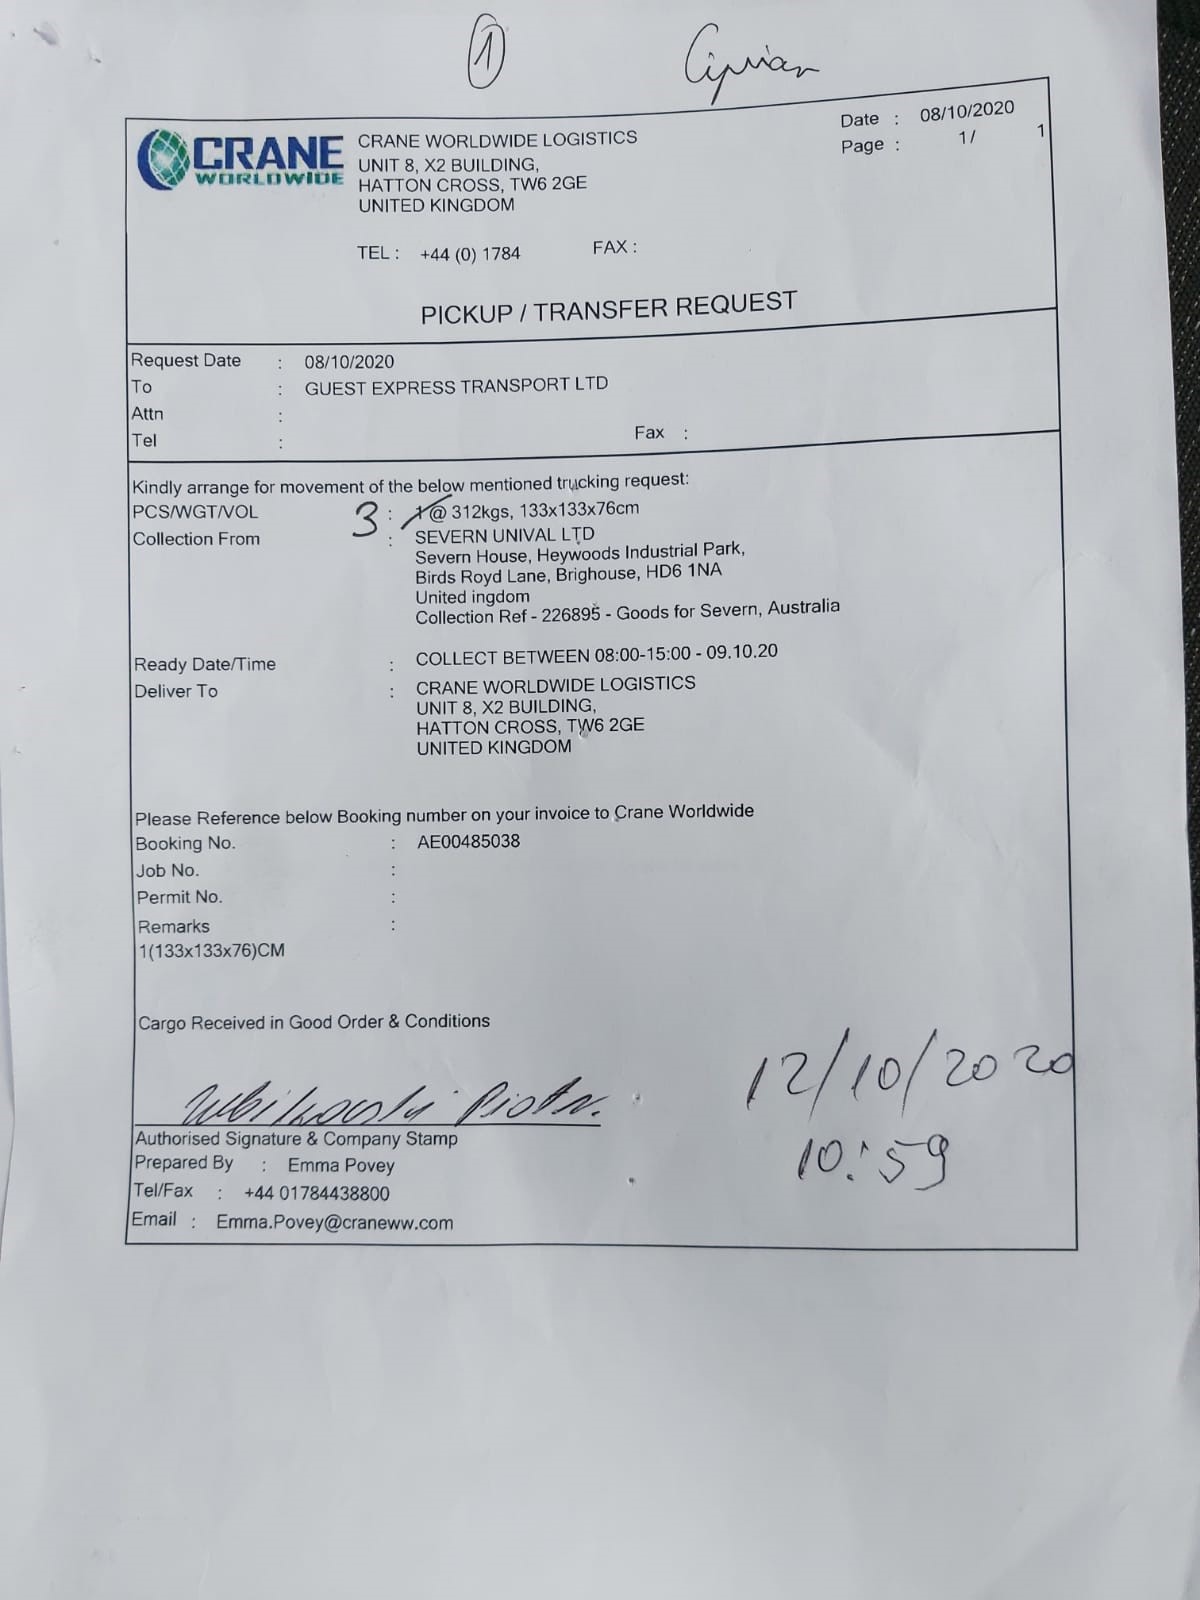 1
Ciprian
CRANE
WORLDWIDE
CRANE WORLDWIDE LOGISTICS
UNIT 8, X2 BUILDING,
HATTON CROSS, TW6 2GE
UNITED KINGDOM
Date : 08/10/2020
Page : 1/ 1
TEL : +44 (0) 1784 FAX :
PICKUP / TRANSFER REQUEST
Request Date : 08/10/2020
To : GUEST EXPRESS TRANSPORT LTD
Attn :
Tel : Fax :
Kindly arrange for movement of the below mentioned trucking request:
PCS/WGT/VOL 3 : 1 @ 312kgs, 133x133x76cm
Collection From : SEVERN UNIVAL LTD
Severn House, Heywoods Industrial Park,
Birds Royd Lane, Brighouse, HD6 1NA
United ingdom
Collection Ref - 226895 - Goods for Severn, Australia
Ready Date/Time : COLLECT BETWEEN 08:00-15:00 - 09.10.20
Deliver To : CRANE WORLDWIDE LOGISTICS
UNIT 8, X2 BUILDING,
HATTON CROSS, TW6 2GE
UNITED KINGDOM
Please Reference below Booking number on your invoice to Crane Worldwide
Booking No. : AE00485038
Job No. :
Permit No. :
Remarks :
1(133x133x76)CM
Cargo Received in Good Order & Conditions
Piotr.
12/10/2020
10:59
Authorised Signature & Company Stamp
Prepared By : Emma Povey
Tel/Fax : +44 01784438800
Email : Emma.Povey@craneww.com